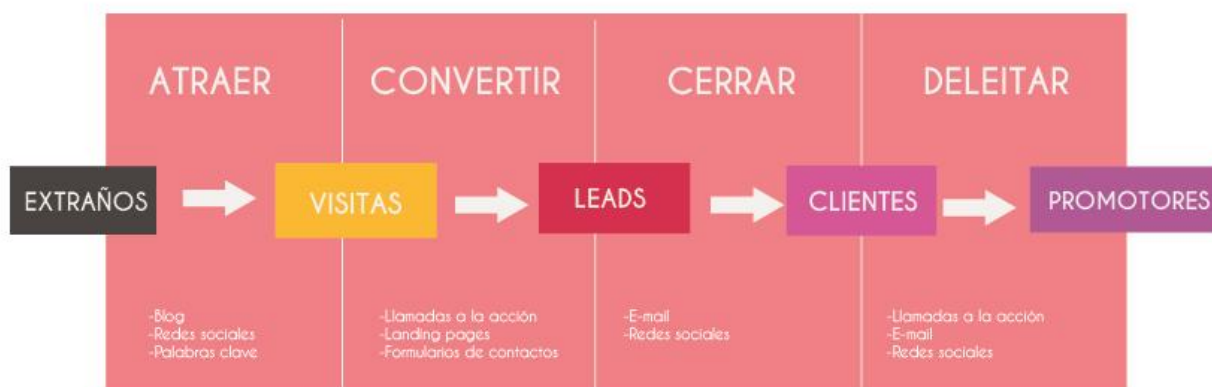 ATRAER
CONVERTIR
CERRAR
DELEITAR
EXTRAÑOS
VISITAS
LEADS
CLIENTES
PROMOTORES
-Blog
-Redes sociales
-Palabras clave
-Llamadas a la acción
-Landing pages
-Formularios de contactos
-E-mail
-Redes sociales
-Llamadas a la acción
-E-mail
-Redes sociales